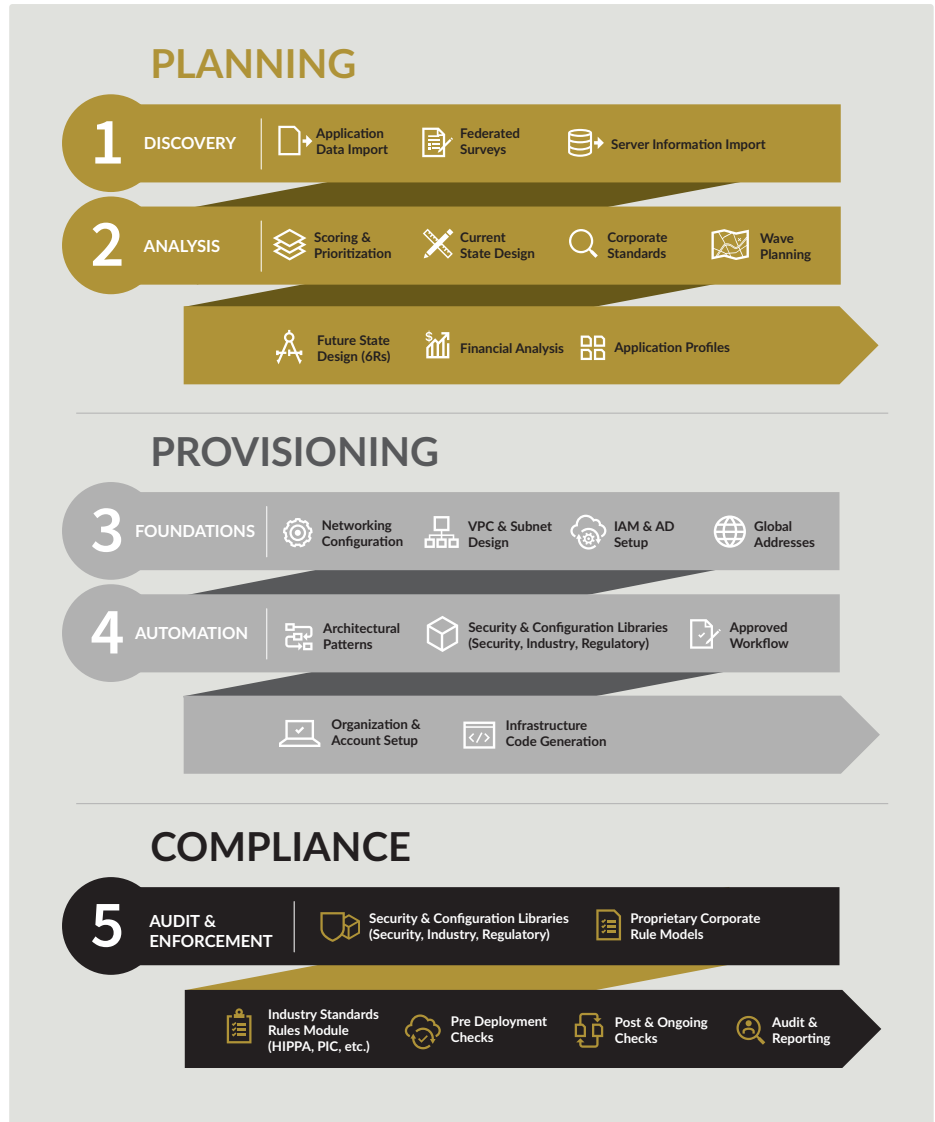 PLANNING
1
DISCOVERY
Application
Data Import
Federated
Surveys
Server Information Import
2
ANALYSIS
Scoring &
Prioritization
Current
State Design
Corporate
Standards
Wave
Planning
Future State
Design (6Rs)
$
Financial Analysis
Application Profiles
PROVISIONING
3
FOUNDATIONS
Networking
Configuration
VPC & Subnet
Design
IAM & AD
Setup
Global
Addresses
4
AUTOMATION
Architectural
Patterns
Security & Configuration Libraries
(Security, Industry, Regulatory)
Approved
Workflow
Organization &
Account Setup
</>
Infrastructure
Code Generation
COMPLIANCE
5
AUDIT &
ENFORCEMENT
Security & Configuration Libraries
(Security, Industry, Regulatory)
Proprietary Corporate
Rule Models
Industry Standards
Rules Module
(HIPPA, PIC, etc.)
Pre Deployment
Checks
Post & Ongoing
Checks
Audit &
Reporting